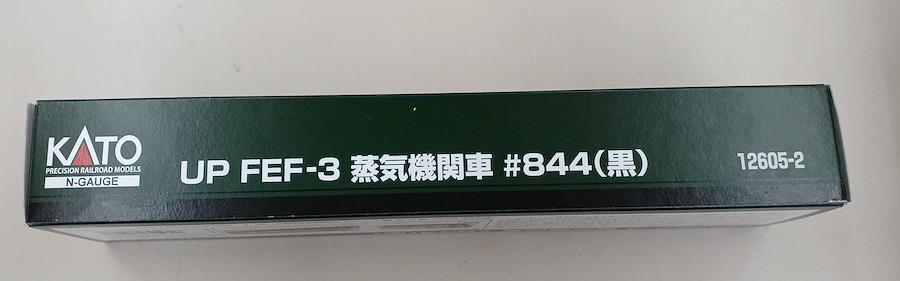 KATO
PRECISION RAILROAD MODELS
N-GAUGE
UP FEF-3 蒸気機関車 #844(黒)
12605-2